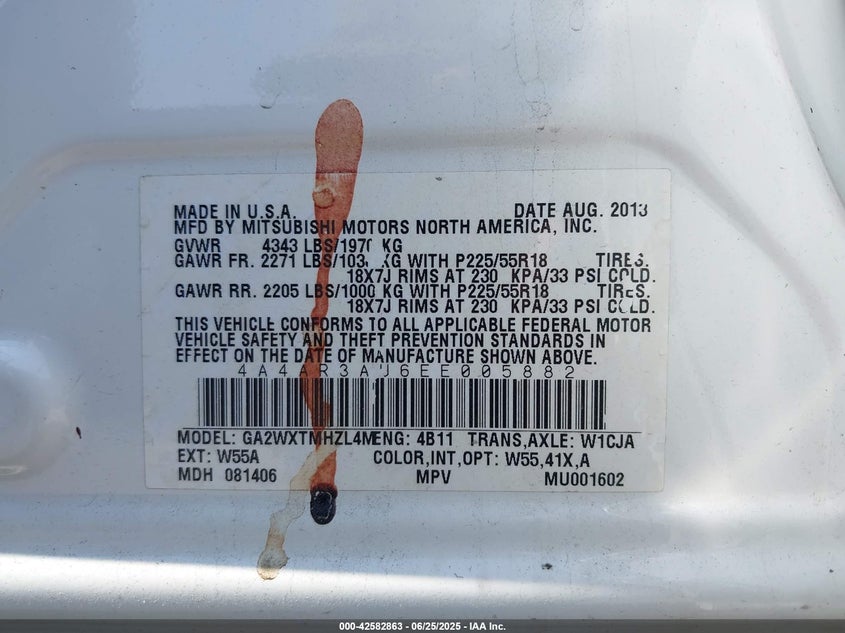 MADE IN U.S.A. DATE AUG. 2013
MFD BY MITSUBISHI MOTORS NORTH AMERICA, INC.
GVWR 4343 LBS/1970 KG
GAWR FR. 2271 LBS/103 KG WITH P225/55R18 TIRES.
18X7J RIMS AT 230 KPA/33 PSI COLD.
GAWR RR. 2205 LBS/1000 KG WITH P225/55R18 TIRES.
18X7J RIMS AT 230 KPA/33 PSI COLD.
THIS VEHICLE CONFORMS TO ALL APPLICABLE FEDERAL MOTOR
VEHICLE SAFETY AND THEFT PREVENTION STANDARDS IN
EFFECT ON THE DATE OF MANUFACTURE SHOWN ABOVE.
4A4AR3AJ6EE005882
MODEL: GA2WXTMHZL4M ENG: 4B11 TRANS,AXLE: W1CJA
EXT: W55A COLOR,INT,OPT: W55,41X,A
MDH 081406 MPV MU001602
000-42582863 - 06/25/2025 - IAA Inc.